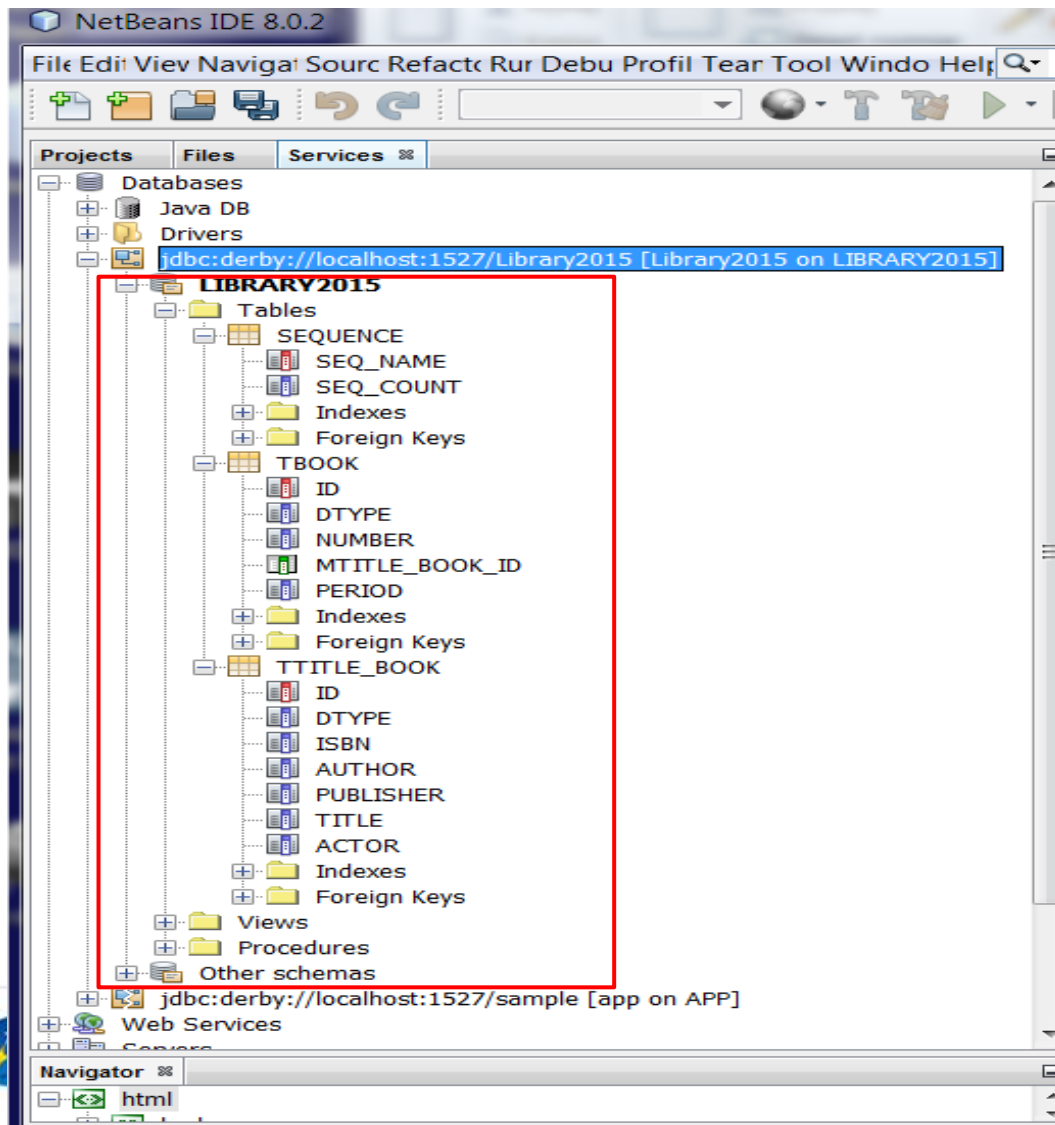 NetBeans IDE 8.0.2
File Edit View Navigat Sourc Refacto Rur Debu Profil Tear Tool Windo Help
Projects Files Services
Databases
Java DB
Drivers
jdbc:derby://localhost:1527/Library2015 [Library2015 on LIBRARY2015]
LIBRARY2015
Tables
SEQUENCE
SEQ_NAME
SEQ_COUNT
Indexes
Foreign Keys
TBOOK
ID
DTYPE
NUMBER
MTITLE_BOOK_ID
PERIOD
Indexes
Foreign Keys
TTITLE_BOOK
ID
DTYPE
ISBN
AUTHOR
PUBLISHER
TITLE
ACTOR
Indexes
Foreign Keys
Views
Procedures
Other schemas
jdbc:derby://localhost:1527/sample [app on APP]
Web Services
Servers
Navigator
html